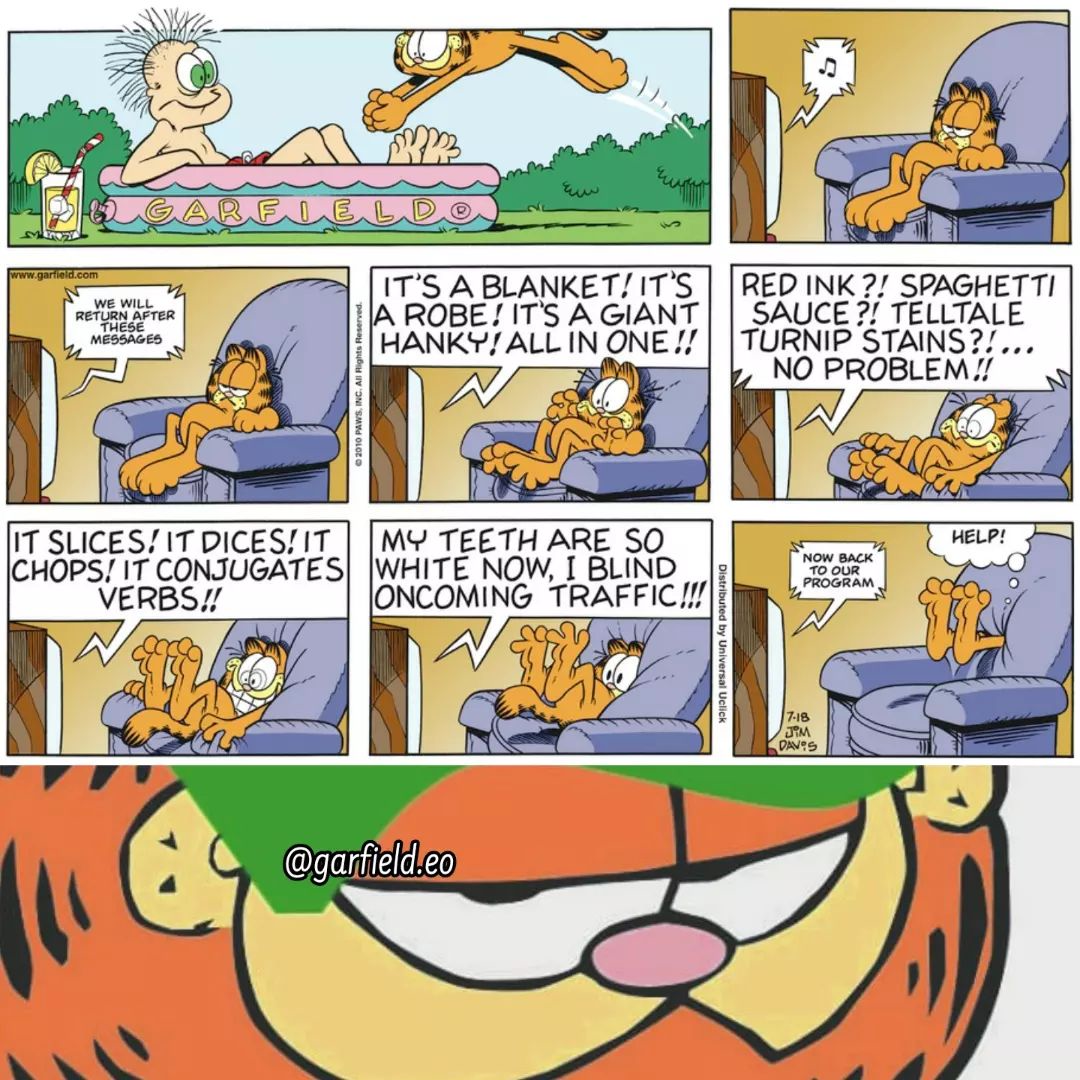 GARFIELD®
♫
www.garfield.com
WE WILL
RETURN AFTER
THESE
MESSAGES
© 2010 PAWS, INC. All Rights Reserved.
IT'S A BLANKET! IT'S
A ROBE! IT'S A GIANT
HANKY! ALL IN ONE!!
RED INK?! SPAGHETTI
SAUCE?! TELLTALE
TURNIP STAINS?!...
NO PROBLEM!!
IT SLICES! IT DICES! IT
CHOPS! IT CONJUGATES
VERBS!!
MY TEETH ARE SO
WHITE NOW, I BLIND
ONCOMING TRAFFIC!!!
Distributed by Universal Uclick
NOW BACK
TO OUR
PROGRAM
HELP!
7-18
JIM
DAVIS
@garfield.eo